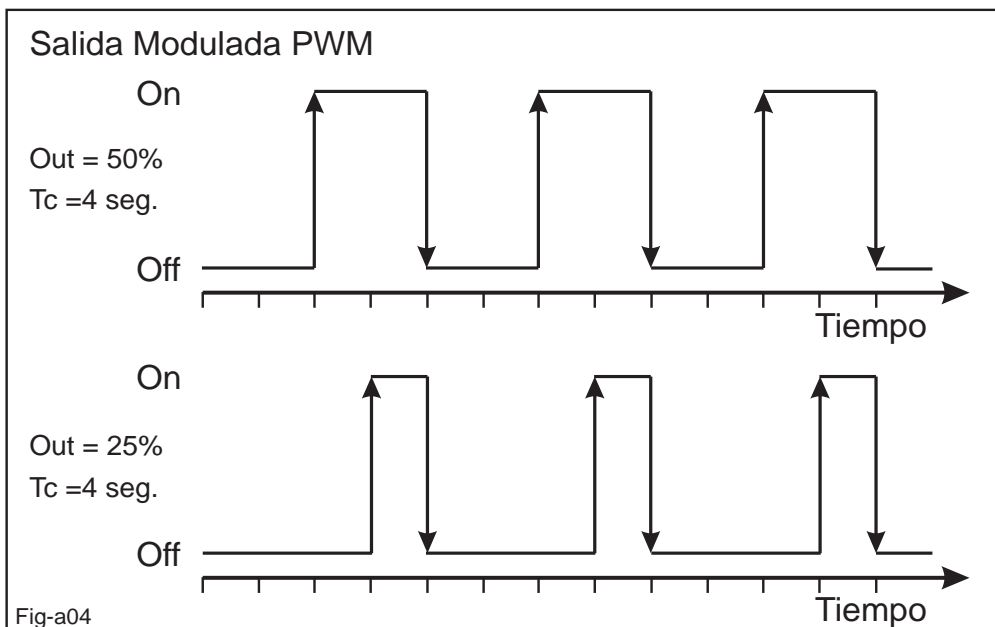 Salida Modulada PWM
On
Out = 50%
Tc =4 seg.
Off
Tiempo
On
Out = 25%
Tc =4 seg.
Off
Tiempo
Fig-a04